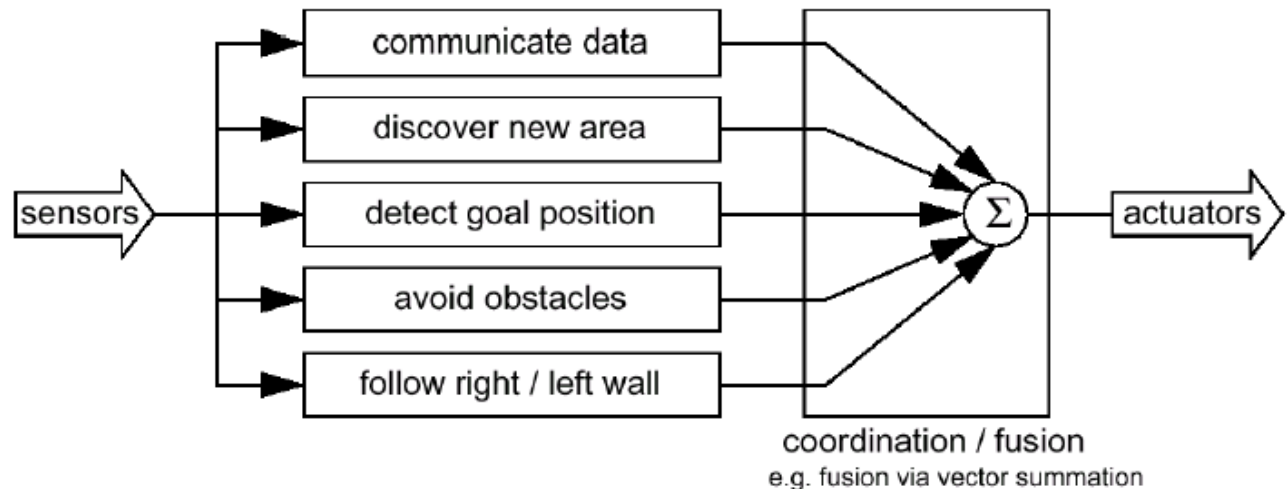 communicate data
discover new area
sensors
detect goal position
Σ
actuators
avoid obstacles
follow right / left wall
coordination / fusion
e.g. fusion via vector summation